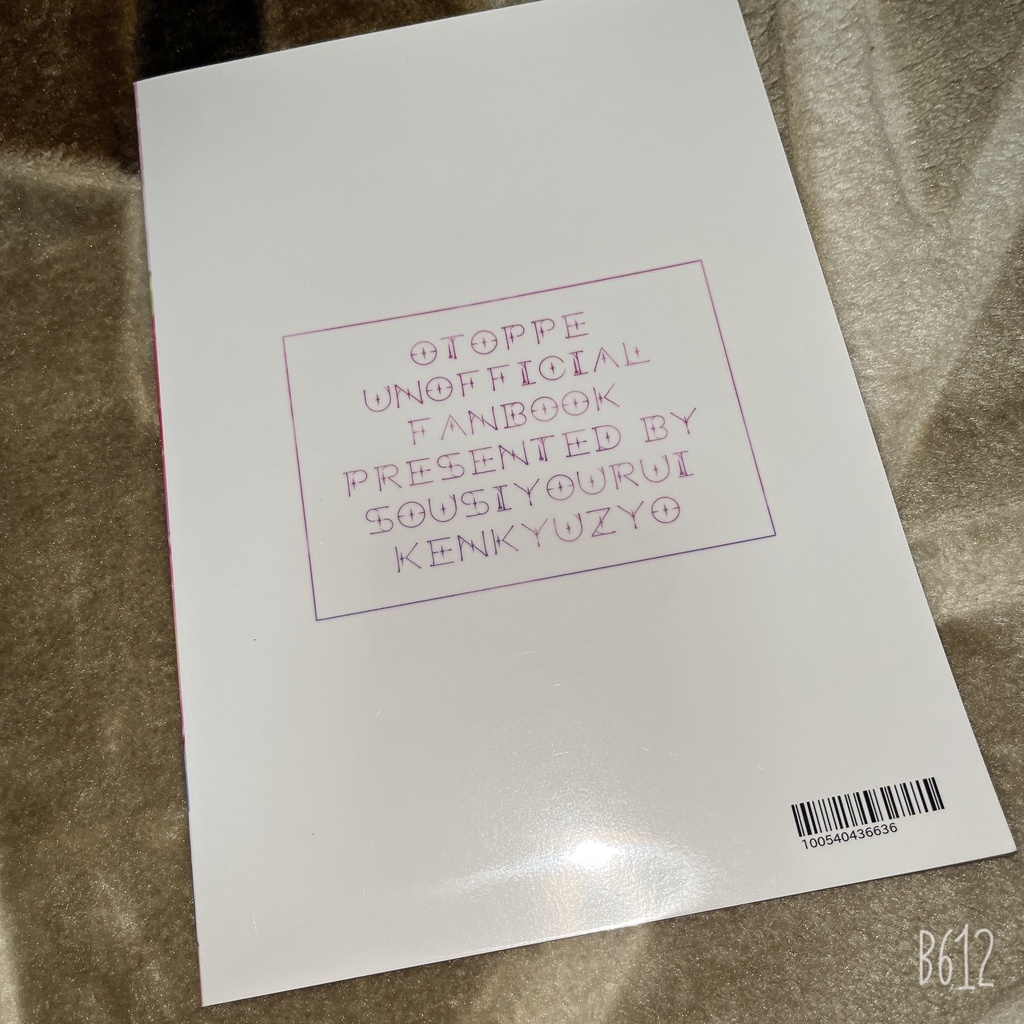 OTOPPE
UNOFFICIAL
FANBOOK
PRESENTED BY
SOUSIYOURUI
KENKYUZYO
100540436636
B612